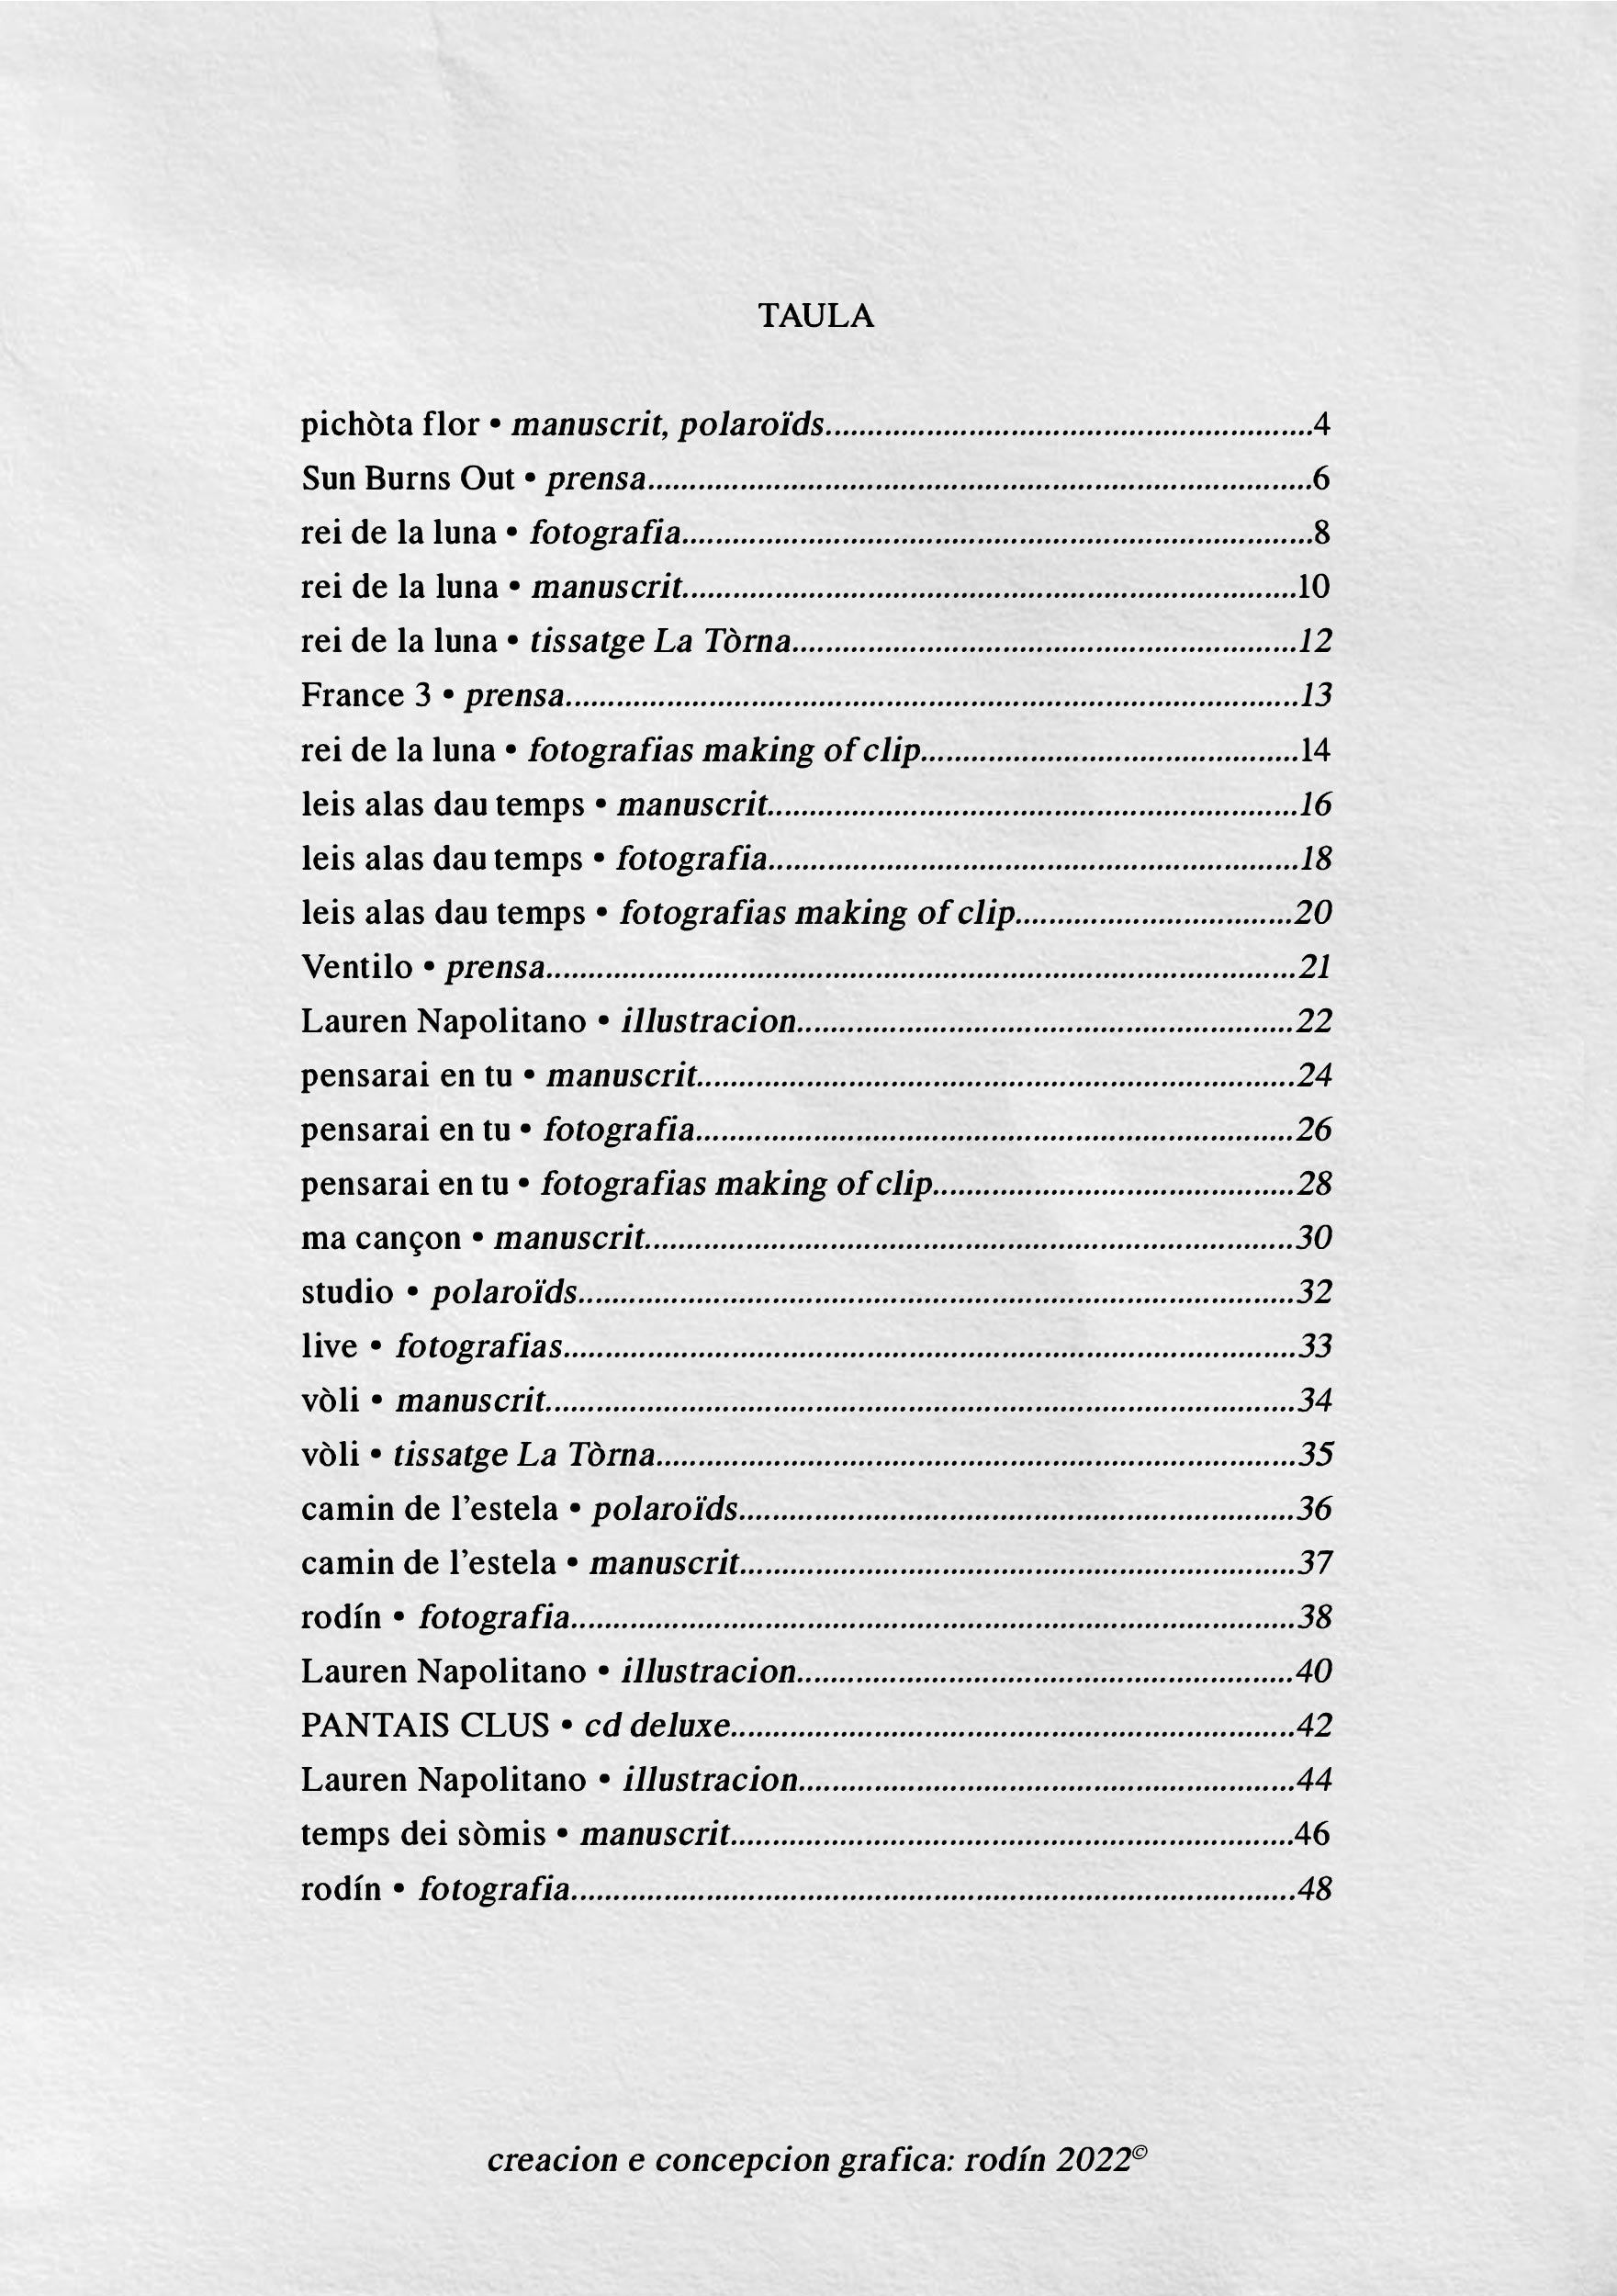 TAULA
pichòta flor • manuscrit, polaroïds..........................................................4
Sun Burns Out • prensa...............................................................................6
rei de la luna • fotografia...........................................................................8
rei de la luna • manuscrit.........................................................................10
rei de la luna • tissatge La Tòrna............................................................12
France 3 • prensa.......................................................................................13
rei de la luna • fotografias making of clip.............................................14
leis alas dau temps • manuscrit...............................................................16
leis alas dau temps • fotografia...............................................................18
leis alas dau temps • fotografias making of clip.................................20
Ventilo • prensa.........................................................................................21
Lauren Napolitano • illustracion...........................................................22
pensarai en tu • manuscrit.......................................................................24
pensarai en tu • fotografia.......................................................................26
pensarai en tu • fotografias making of clip...........................................28
ma cançon • manuscrit.............................................................................30
studio • polaroïds.....................................................................................32
live • fotografias.......................................................................................33
vòli • manuscrit.........................................................................................34
vòli • tissatge La Tòrna............................................................................35
camin de l’estela • polaroïds..................................................................36
camin de l’estela • manuscrit..................................................................37
rodín • fotografia......................................................................................38
Lauren Napolitano • illustracion...........................................................40
PANTAIS CLUS • cd deluxe...................................................................42
Lauren Napolitano • illustracion...........................................................44
temps dei sòmis • manuscrit...................................................................46
rodín • fotografia......................................................................................48
creacion e concepcion grafica: rodín 2022©